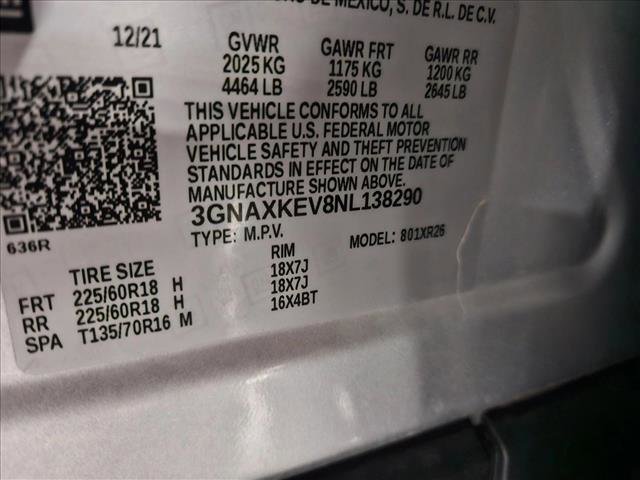 DE MEXICO, S. DE R.L. DE C.V.
12/21 GVWR GAWR FRT GAWR RR
2025 KG 1175 KG 1200 KG
4464 LB 2590 LB 2645 LB
THIS VEHICLE CONFORMS TO ALL
APPLICABLE U.S. FEDERAL MOTOR
VEHICLE SAFETY AND THEFT PREVENTION
STANDARDS IN EFFECT ON THE DATE OF
MANUFACTURE SHOWN ABOVE.
3GNAXKEV8NL138290
636R TYPE: M.P.V. MODEL: 801XR26
TIRE SIZE RIM
FRT 225/60R18 H 18X7J
RR 225/60R18 H 18X7J
SPA T135/70R16 M 16X4BT